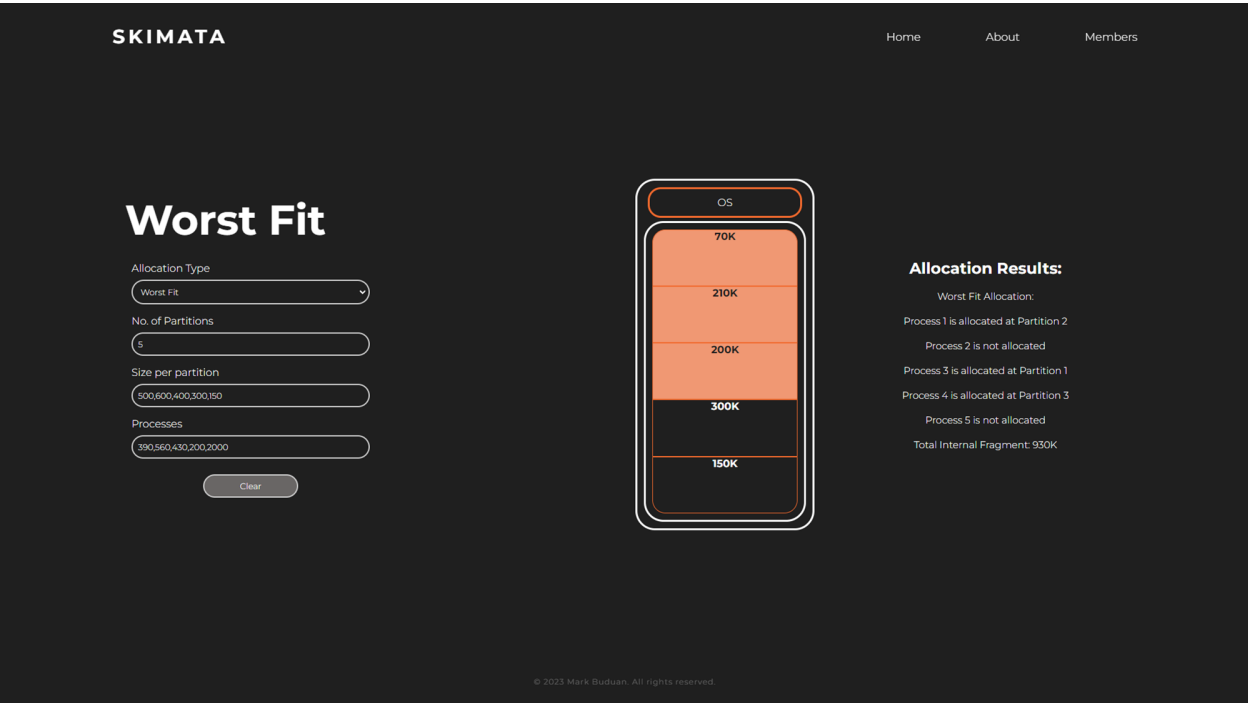 SKIMATA
Home
About
Members
Worst Fit
Allocation Type
Worst Fit
No. of Partitions
5
Size per partition
500,600,400,300,150
Processes
390,560,430,200,2000
Clear
OS
70K
210K
200K
300K
150K
Allocation Results:
Worst Fit Allocation:
Process 1 is allocated at Partition 2
Process 2 is not allocated
Process 3 is allocated at Partition 1
Process 4 is allocated at Partition 3
Process 5 is not allocated
Total Internal Fragment: 930K
© 2023 Mark Buduan. All rights reserved.